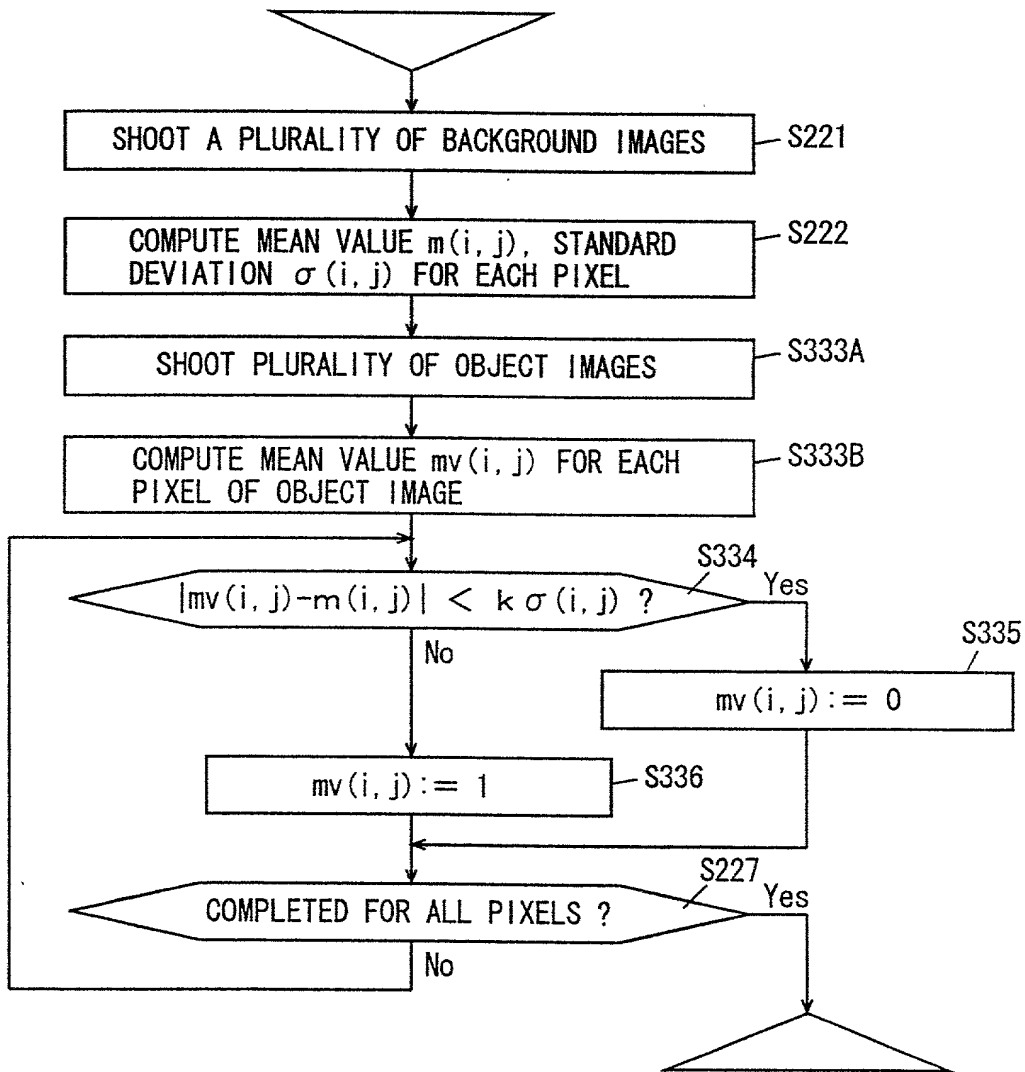 SHOOT A PLURALITY OF BACKGROUND IMAGES
S221
COMPUTE MEAN VALUE m(i, j), STANDARD
DEVIATION σ(i, j) FOR EACH PIXEL
S222
SHOOT PLURALITY OF OBJECT IMAGES
S333A
COMPUTE MEAN VALUE mv(i, j) FOR EACH
PIXEL OF OBJECT IMAGE
S333B
|mv(i, j)-m(i, j)| < kσ(i, j) ?
S334
Yes
No
S335
mv(i, j):= 0
mv(i, j):= 1
S336
COMPLETED FOR ALL PIXELS ?
S227
Yes
No